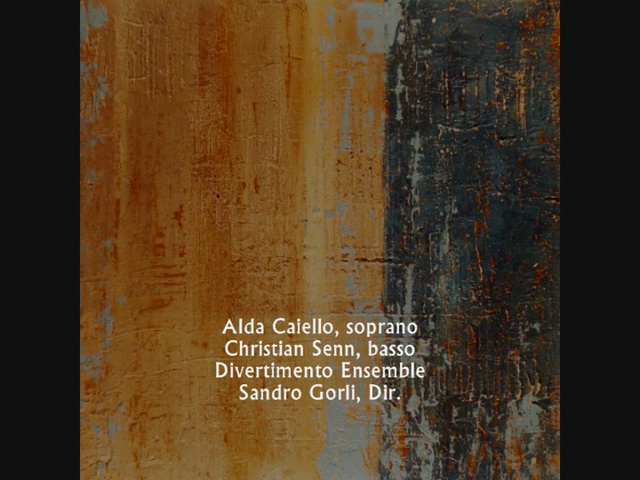 Alda Caiello, soprano
Christian Senn, basso
Divertimento Ensemble
Sandro Gorli, Dir.